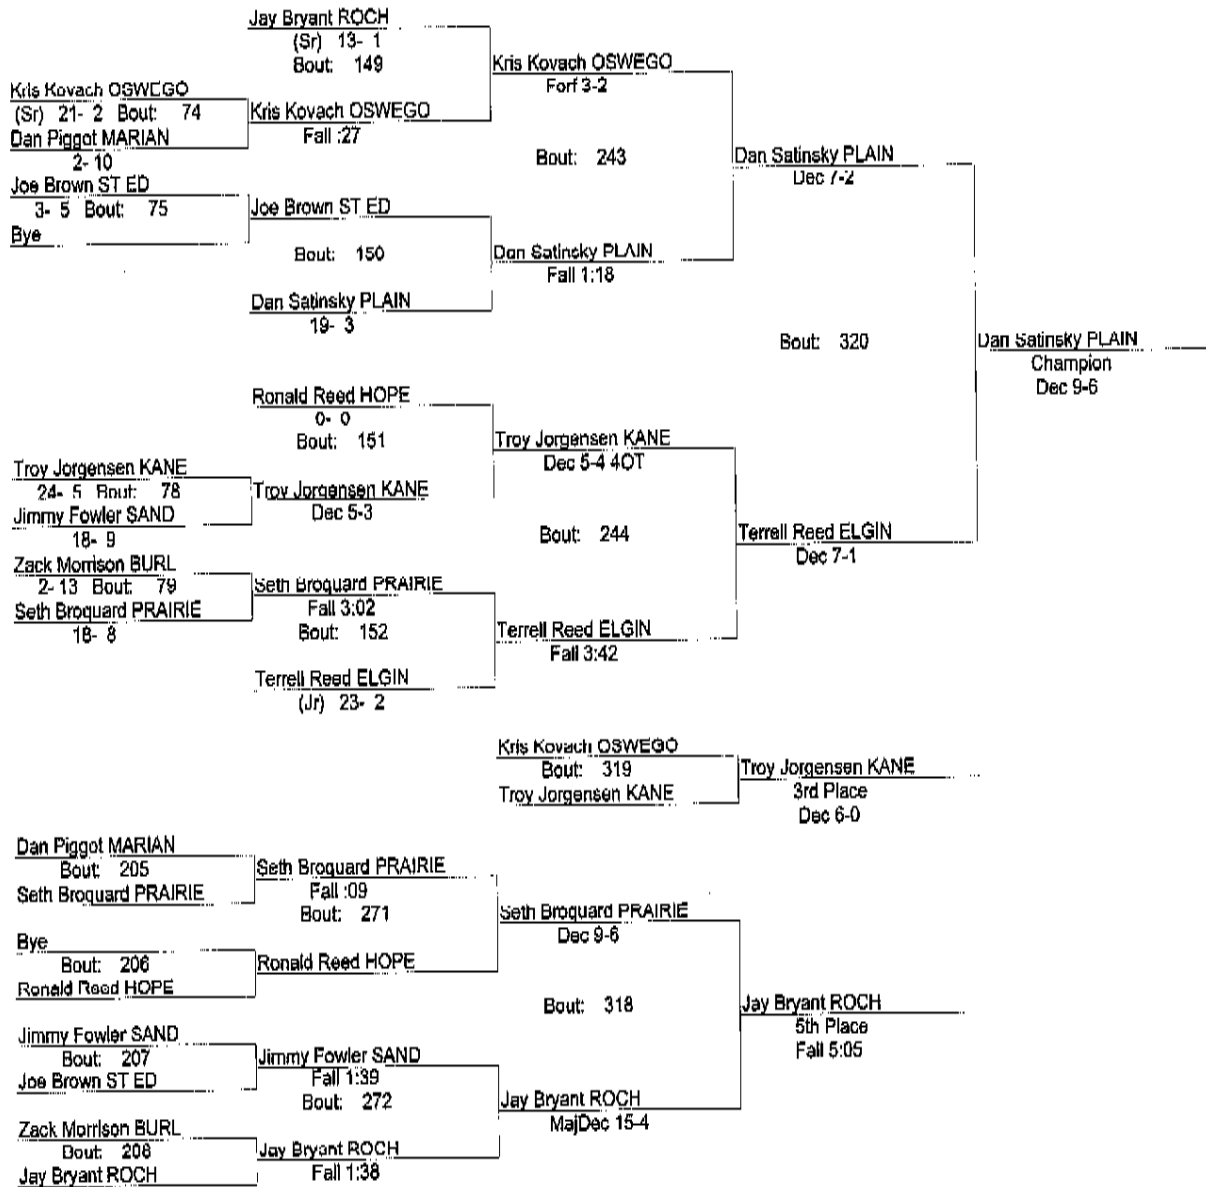 Jay Bryant ROCH
(Sr) 13- 1
Bout: 149
Kris Kovach OSWEGO
Forf 3-2
Kris Kovach OSWEGO
(Sr) 21- 2 Bout: 74
Kris Kovach OSWEGO
Fall :27
Dan Piggot MARIAN
2- 10
Bout: 243
Dan Satinsky PLAIN
Dec 7-2
Joe Brown ST ED
3- 5 Bout: 75
Joe Brown ST ED
Bye
Bout: 150
Dan Satinsky PLAIN
Fall 1:18
Dan Satinsky PLAIN
19- 3
Bout: 320
Dan Satinsky PLAIN
Champion
Dec 9-6
Ronald Reed HOPE
0- 0
Bout: 151
Troy Jorgensen KANE
Dec 5-4 4OT
Troy Jorgensen KANE
24- 5 Bout: 78
Troy Jorgensen KANE
Dec 5-3
Jimmy Fowler SAND
18- 9
Bout: 244
Terrell Reed ELGIN
Dec 7-1
Zack Morrison BURL
2- 13 Bout: 79
Seth Broquard PRAIRIE
Fall 3:02
Seth Broquard PRAIRIE
18- 8
Bout: 152
Terrell Reed ELGIN
Fall 3:42
Terrell Reed ELGIN
(Jr) 23- 2
Kris Kovach OSWEGO
Bout: 319
Troy Jorgensen KANE
Troy Jorgensen KANE
3rd Place
Dec 6-0
Dan Piggot MARIAN
Bout: 205
Seth Broquard PRAIRIE
Seth Broquard PRAIRIE
Fall :09
Bout: 271
Seth Broquard PRAIRIE
Dec 9-6
Bye
Bout: 206
Ronald Reed HOPE
Ronald Reed HOPE
Bout: 318
Jay Bryant ROCH
5th Place
Fall 5:05
Jimmy Fowler SAND
Bout: 207
Joe Brown ST ED
Jimmy Fowler SAND
Fall 1:39
Bout: 272
Jay Bryant ROCH
MajDec 15-4
Zack Morrison BURL
Bout: 208
Jay Bryant ROCH
Jay Bryant ROCH
Fall 1:38